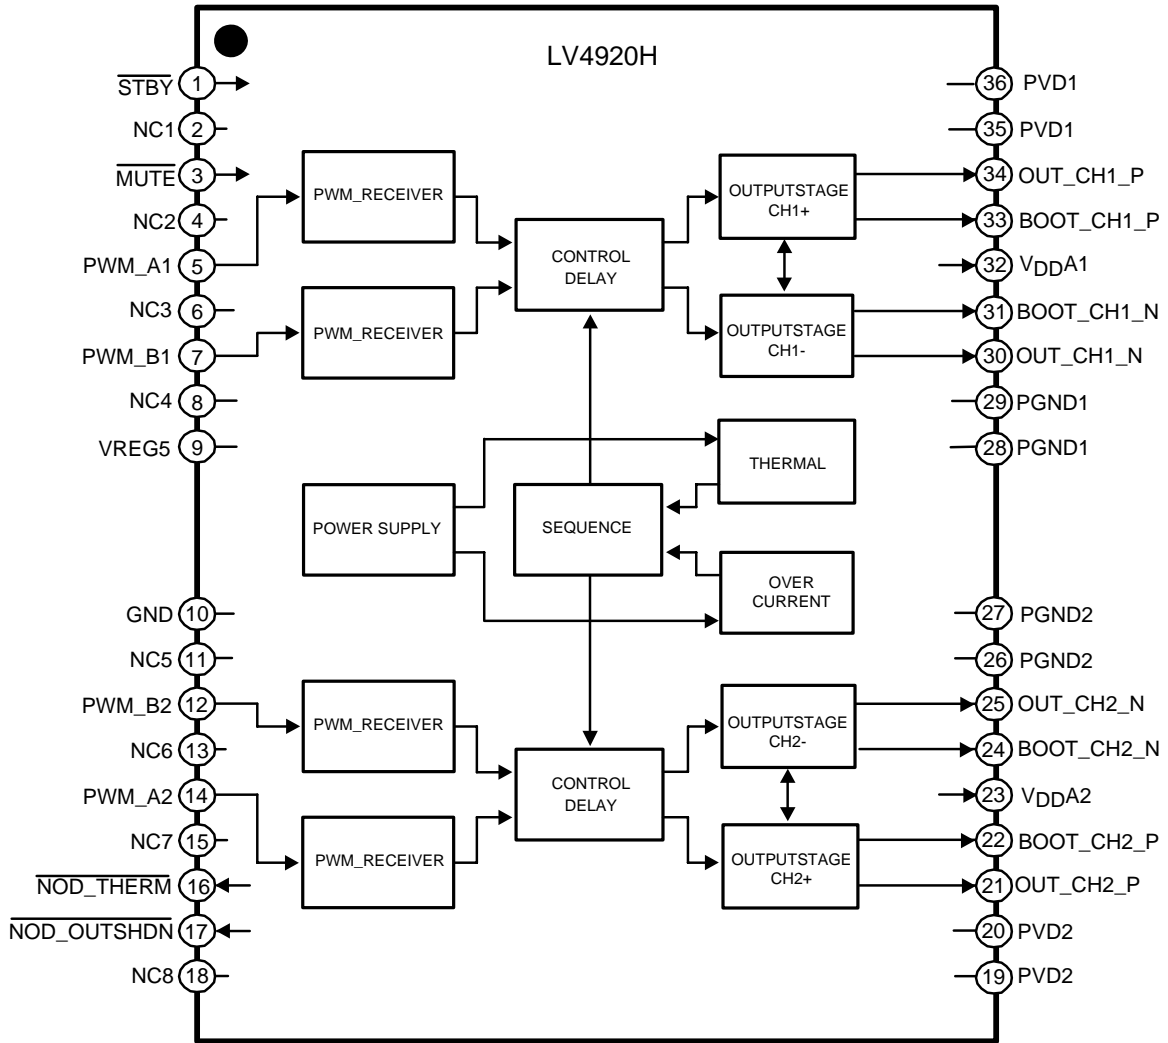 LV4920H
STBY 1
NC1 2
MUTE 3
NC2 4
PWM_A1 5
NC3 6
PWM_B1 7
NC4 8
VREG5 9
GND 10
NC5 11
PWM_B2 12
NC6 13
PWM_A2 14
NC7 15
NOD_THERM 16
NOD_OUTSHDN 17
NC8 18
PWM_RECEIVER
PWM_RECEIVER
CONTROL
DELAY
OUTPUTSTAGE
CH1+
OUTPUTSTAGE
CH1-
THERMAL
POWER SUPPLY
SEQUENCE
OVER
CURRENT
PWM_RECEIVER
PWM_RECEIVER
CONTROL
DELAY
OUTPUTSTAGE
CH2-
OUTPUTSTAGE
CH2+
36 PVD1
35 PVD1
34 OUT_CH1_P
33 BOOT_CH1_P
32 VDDA1
31 BOOT_CH1_N
30 OUT_CH1_N
29 PGND1
28 PGND1
27 PGND2
26 PGND2
25 OUT_CH2_N
24 BOOT_CH2_N
23 VDDA2
22 BOOT_CH2_P
21 OUT_CH2_P
20 PVD2
19 PVD2